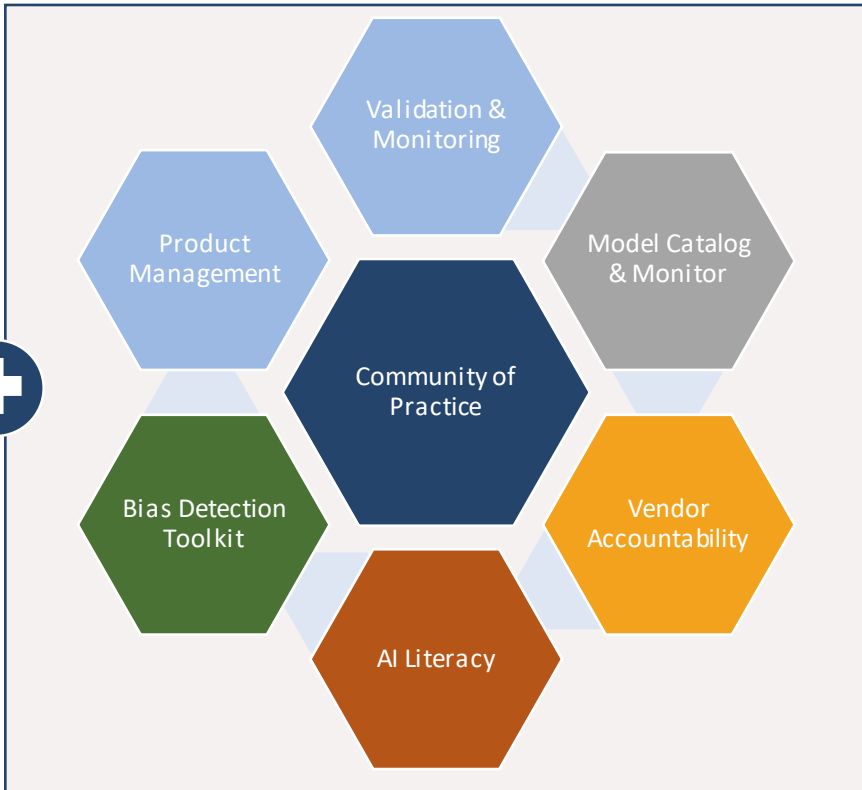 Validation &
Monitoring
Product
Management
Model Catalog
& Monitor
Community of
Practice
Bias Detection
Toolkit
Vendor
Accountability
AI Literacy